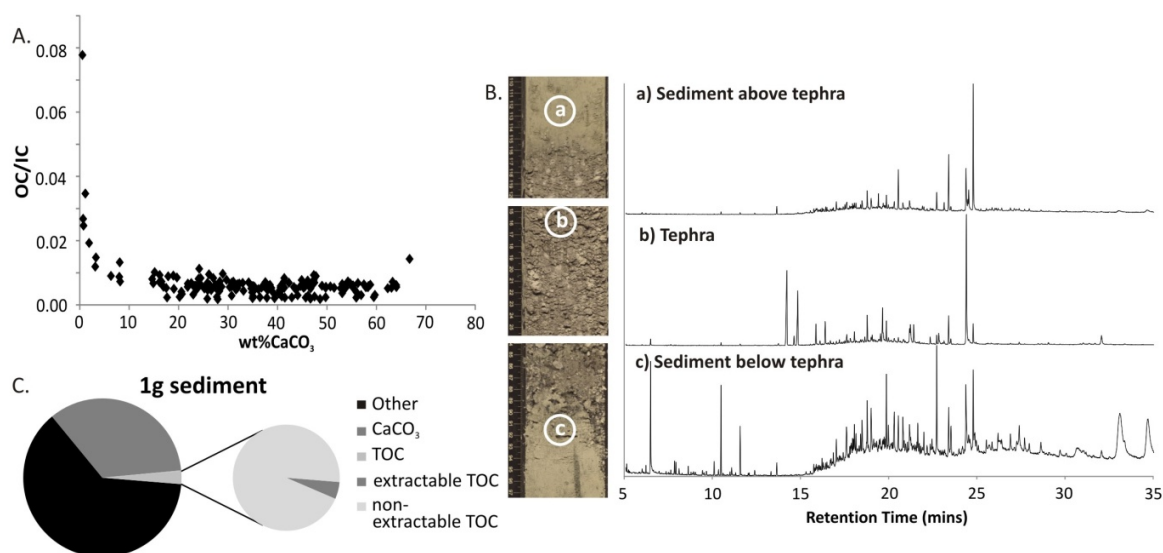 A.
0.08
0.06
0.04
0.02
0.00
OC/IC
0 10 20 30 40 50 60 70 80
wt%CaCO₃
B.
a
b
c
a) Sediment above tephra
b) Tephra
c) Sediment below tephra
5 10 15 20 25 30 35
Retention Time (mins)
C.
1g sediment
Other
CaCO₃
TOC
extractable TOC
non-
extractable TOC